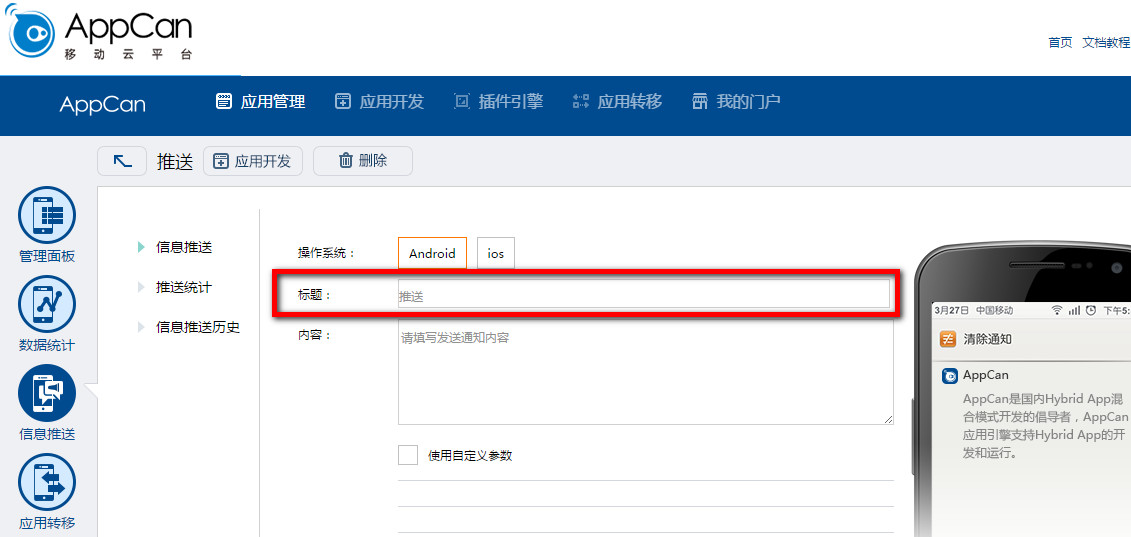 AppCan
移动云平台
首页 文档教程
AppCan 应用管理 应用开发 插件引擎 应用转移 我的门户
推送 应用开发 删除
管理面板
数据统计
信息推送
应用转移
信息推送
推送统计
信息推送历史
操作系统： Android ios
标题： 推送
内容： 请填写发送通知内容
使用自定义参数
3月27日 中国移动 下午5:
清除通知
AppCan
AppCan是国内Hybrid App混
合模式开发的倡导者，AppCan
应用引擎支持Hybrid App的开
发和运行。